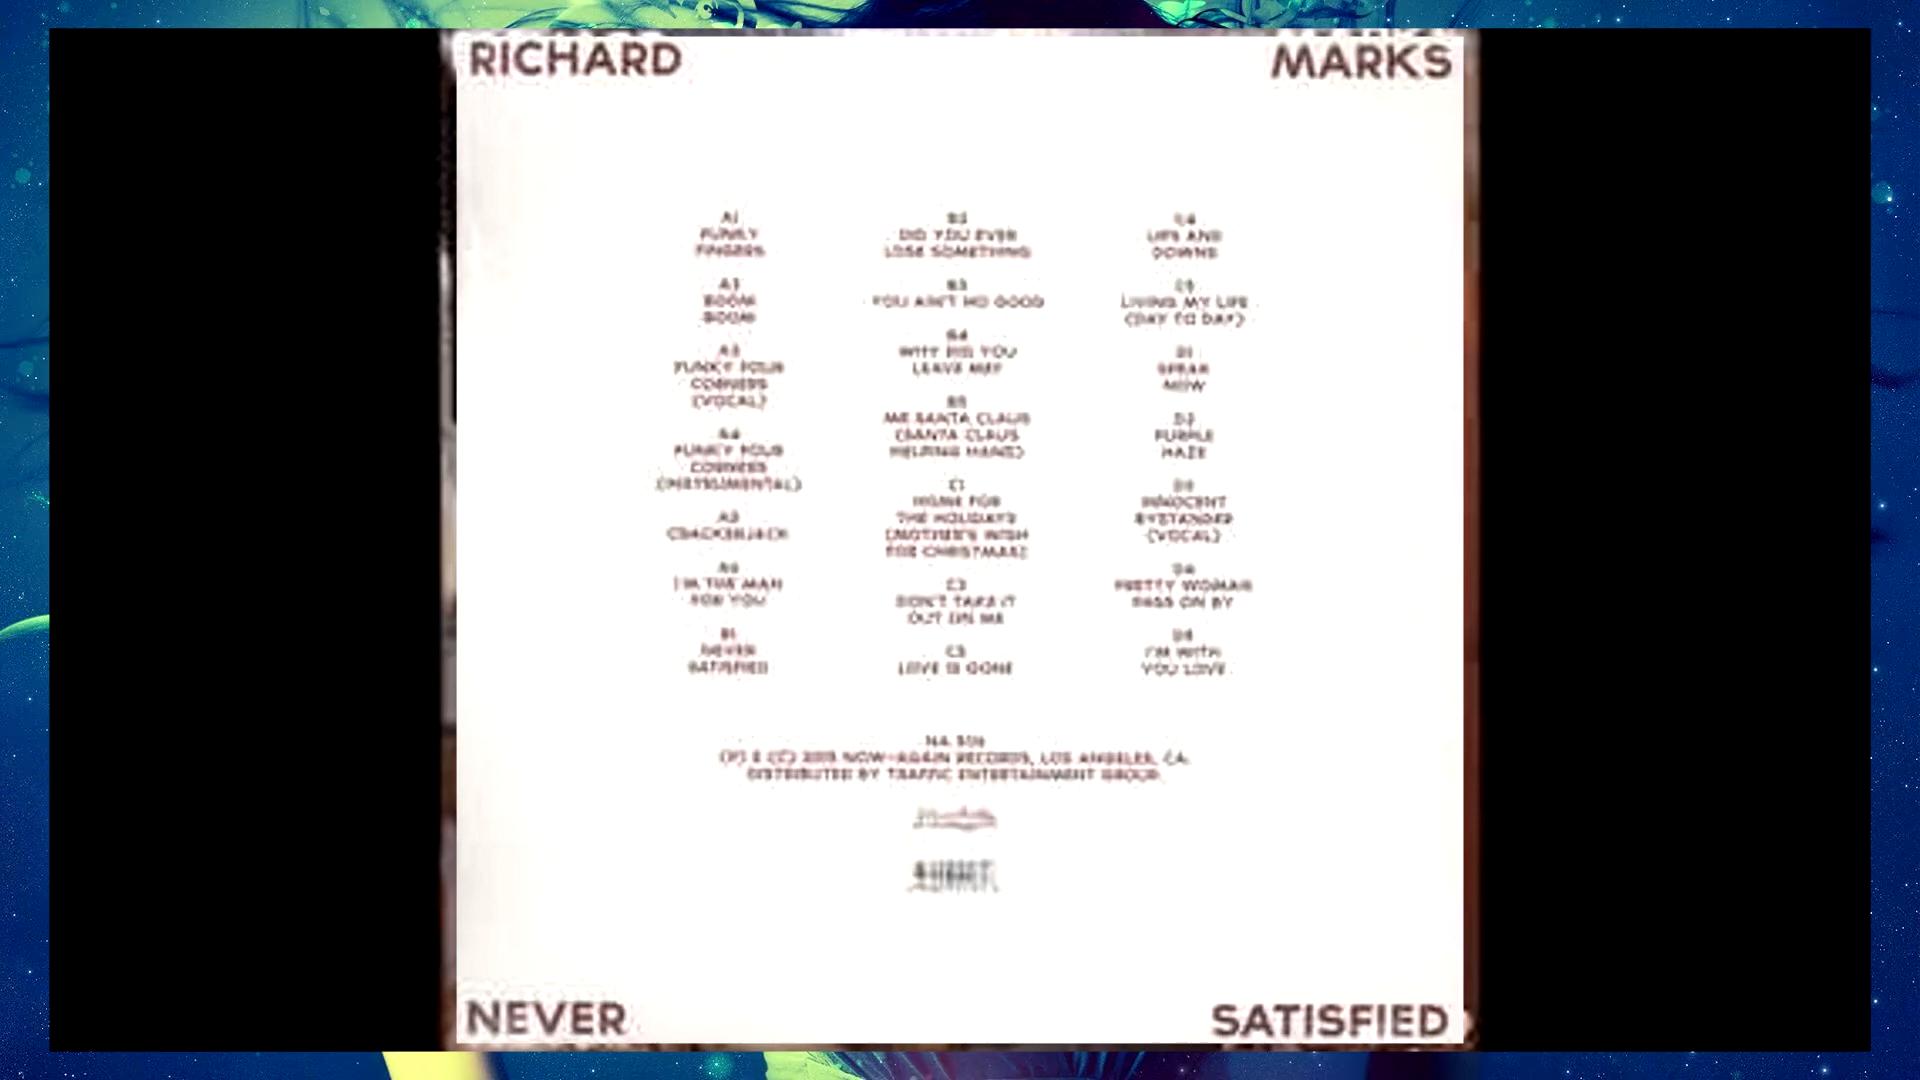 RICHARD
MARKS
A1
FUNKY
FINGERS
A2
BOOM
BOOM
A3
FUNKY FOUR
CORNERS
(VOCAL)
A4
FUNKY FOUR
CORNERS
(INSTRUMENTAL)
A5
CRACKERJACK
A6
I'M THE MAN
FOR YOU
B1
NEVER
SATISFIED
B2
DID YOU EVER
LOSE SOMETHING
B3
YOU AIN'T NO GOOD
B4
WHY DID YOU
LEAVE ME?
B5
MR SANTA CLAUS
(SANTA CLAUS
HELPING HAND)
C1
HOME FOR
THE HOLIDAYS
(MOTHER'S WISH
FOR CHRISTMAS)
C2
DON'T TAKE IT
OUT ON ME
C3
LOVE IS GONE
C4
UPS AND
DOWNS
C5
LIVING MY LIFE
(DAY TO DAY)
D1
SPEAK
NOW
D2
PURPLE
HAZE
D3
INNOCENT
BYSTANDER
(VOCAL)
D4
PRETTY WOMAN
PASS ON BY
D5
I'M WITH
YOU LOVE
NA
(P) & (C) NOW-AGAIN RECORDS, LOS ANGELES, CA.
DISTRIBUTED BY TRAFFIC ENTERTAINMENT GROUP.
NEVER
SATISFIED